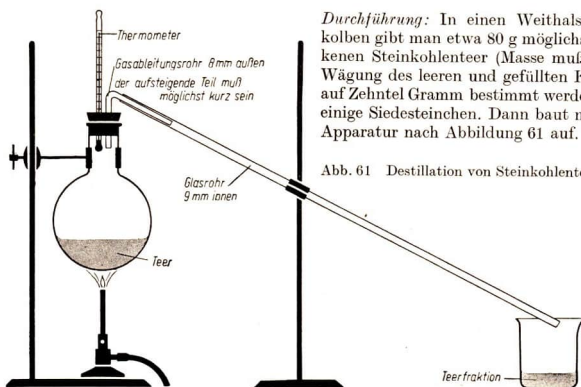 Durchführung: In einen Weithals
kolben gibt man etwa 80 g möglichs
kenen Steinkohlenteer (Masse muß
Wägung des leeren und gefüllten K
auf Zehntel Gramm bestimmt werde
einige Siedesteinchen. Dann baut m
Apparatur nach Abbildung 61 auf.
Abb. 61 Destillation von Steinkohlente
Thermometer
Gasableitungsrohr 8mm außen
der aufsteigende Teil muß
möglichst kurz sein
Glasrohr
9 mm innen
Teer
Teerfraktion